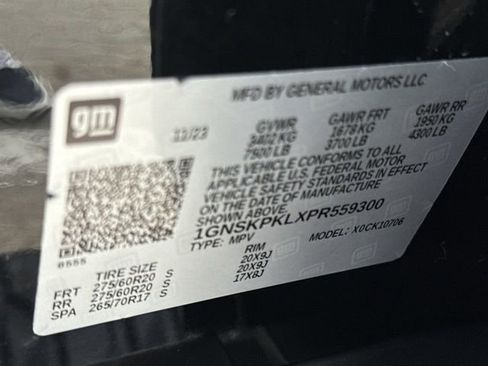 MFD BY GENERAL MOTORS LLC
gm
11/23 GVWR GAWR FRT GAWR RR
3402 KG 1678 KG 1950 KG
7500 LB 3700 LB 4300 LB
THIS VEHICLE CONFORMS TO ALL
APPLICABLE U.S. FEDERAL MOTOR
VEHICLE SAFETY STANDARDS IN EFFECT
ON THE DATE OF MANUFACTURE
SHOWN ABOVE
1GNSKPKLXPR559300
TYPE: MPV MODEL: X0CK10706
6555
TIRE SIZE RIM
FRT 275/60R20 S 20X9J
RR 275/60R20 S 20X9J
SPA 265/70R17 S 17X8J